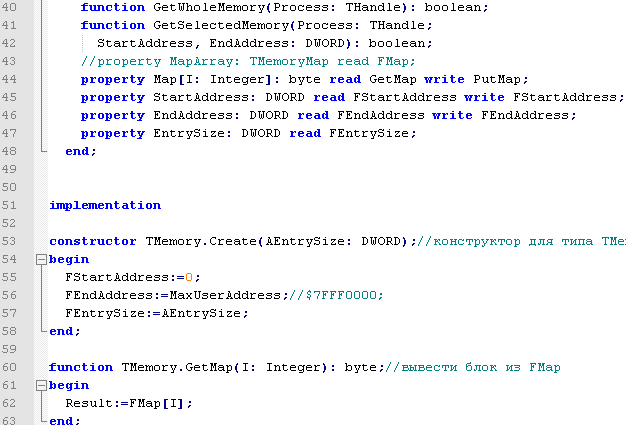 40 function GetWholeMemory(Process: THandle): boolean;
41 function GetSelectedMemory(Process: THandle;
42 StartAddress, EndAddress: DWORD): boolean;
43 //property MapArray: TMemoryMap read FMap;
44 property Map[I: Integer]: byte read GetMap write PutMap;
45 property StartAddress: DWORD read FStartAddress write FStartAddress;
46 property EndAddress: DWORD read FEndAddress write FEndAddress;
47 property EntrySize: DWORD read FEntrySize;
48 end;
49
50
51 implementation
52
53 constructor TMemory.Create(AEntrySize: DWORD);//конструктор для типа
54 begin
55 FStartAddress:=0;
56 FEndAddress:=MaxUserAddress;//$7FFF0000;
57 FEntrySize:=AEntrySize;
58 end;
59
60 function TMemory.GetMap(I: Integer): byte;//вывести блок из FMap
61 begin
62 Result:=FMap[I];
63 end;